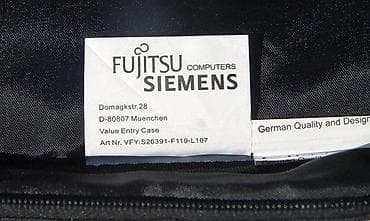 FUJITSU COMPUTERS
SIEMENS
Domagkstr.28
D-80807 Muenchen
Value Entry Case
Art Nr. VFY:S26391-F119-L107
German Quality and Design